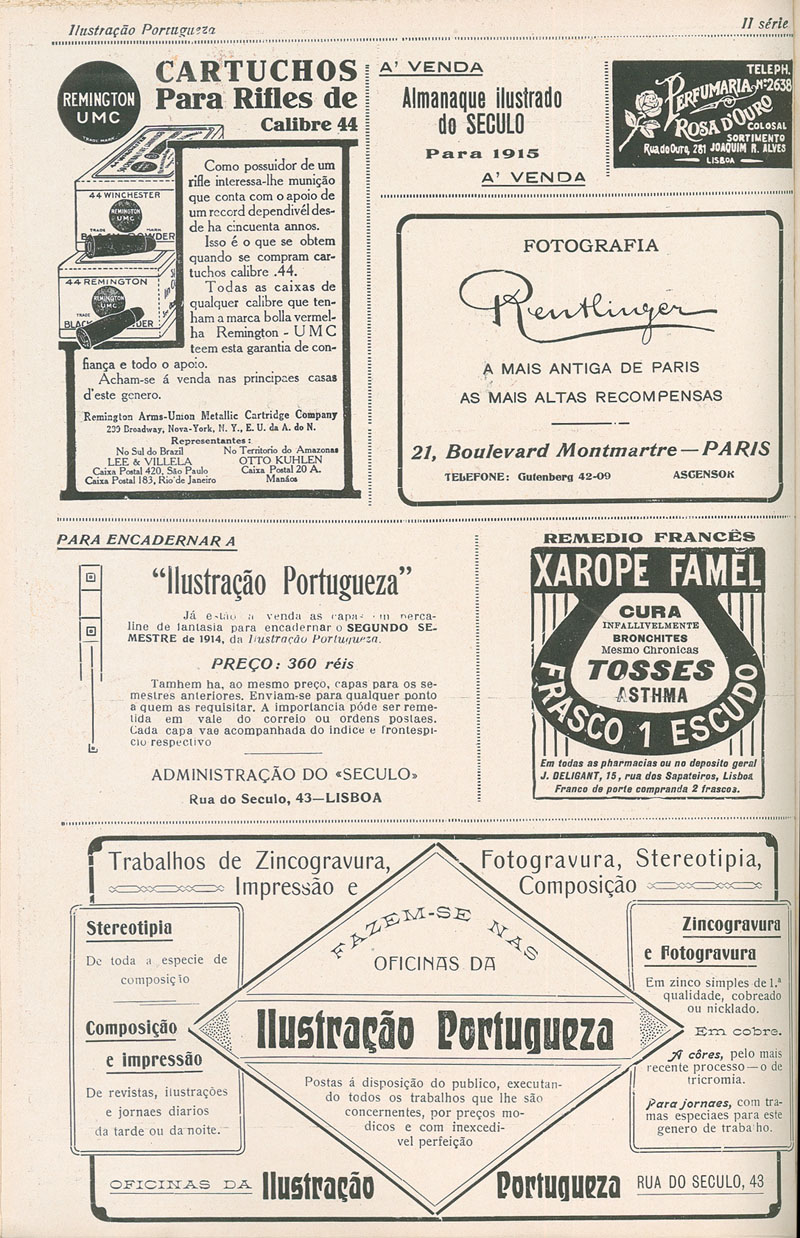 Ilustração Portugueza
II série
CARTUCHOS
Para Rifles de
Calibre 44
REMINGTON
UMC
TRADE MARK
44 WINCHESTER
REMINGTON
UMC
TRADE MARK
44 REMINGTON
REMINGTON
UMC
Como possuidor de um
rifle interessa-lhe munição
que conta com o apoio de
um record dependivél des-
de ha cincuenta annos.
Isso é o que se obtem
quando se compram car-
tuchos calibre .44.
Todas as caixas de
qualquer calibre que ten-
ham a marca bolla vermel-
ha Remington - UMC
teem esta garantia de con-
fiança e todo o apoio.
Acham-se á venda nas principaes casas
d'este genero.
Remington Arms-Union Metallic Cartridge Company
299 Broadway, Nova-York, N. Y., E. U. da A. do N.
Representantes:
No Sul do Brazil
LEE & VILLELA
Caixa Postal 420, São Paulo
Caixa Postal 183, Rio de Janeiro
No Territorio do Amazonas
OTTO KUHLEN
Caixa Postal 20 A.
Manáos
A' VENDA
Almanaque ilustrado
do SECULO
Para 1915
A' VENDA
TELEPH.
Nº 2638
PERFUMARIA
ROSA D'OURO
COLOSAL
SORTIMENTO
Rua do Ouro, 281 JOAQUIM R. ALVES
LISBOA
FOTOGRAFIA
Reutlinger
A MAIS ANTIGA DE PARIS
AS MAIS ALTAS RECOMPENSAS
21, Boulevard Montmartre — PARIS
TELEFONE: Gutenberg 42-09 ASCENSOR
PARA ENCADERNAR A
“Ilustração Portugueza”
Já estão a venda as capas em perca-
line de fantasia para encadernar o SEGUNDO SE-
MESTRE de 1914, da Ilustração Portugueza.
PREÇO: 360 réis
Tambem ha, ao mesmo preço, capas para os se-
mestres anteriores. Enviam-se para qualquer ponto
a quem as requisitar. A importancia póde ser reme-
tida em vale do correio ou ordens postaes.
Cada capa vae acompanhada do indice e frontespi-
cio respectivo
ADMINISTRAÇÃO DO «SECULO»
Rua do Seculo, 43—LISBOA
REMEDIO FRANCÊS
XAROPE FAMEL
CURA
INFALLIVELMENTE
BRONCHITES
Mesmo Chronicas
TOSSES
ASTHMA
FRASCO 1 ESCUDO
Em todas as pharmacias ou no deposito geral
J. DELIGANT, 15, rua dos Sapateiros, Lisboa
Franco de porte comprando 2 frascos.
Trabalhos de Zincogravura, Fotogravura, Stereotipia,
Impressão e Composição
FAZEM-SE NAS
OFICINAS DA
Ilustração Portugueza
Postas á disposição do publico, executan-
do todos os trabalhos que lhe são
concernentes, por preços mo-
dicos e com inexcedi-
vel perfeição
Stereotipia
De toda a especie de
composição
Composição
e impressão
De revistas, ilustrações
e jornaes diarios
da tarde ou da noite.
Zincogravura
e Fotogravura
Em zinco simples de 1.ª
qualidade, cobreado
ou nicklado.
Em cobre.
A côres, pelo mais
recente processo—o de
tricromia.
Para jornaes, com tra-
mas especiaes para este
genero de trabalho.
OFICINAS DA Ilustração Portugueza RUA DO SECULO, 43